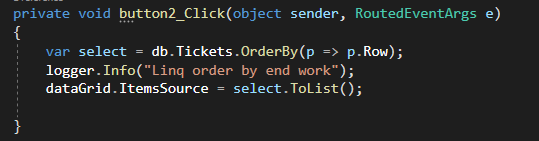 private void button2_Click(object sender, RoutedEventArgs e)
{
var select = db.Tickets.OrderBy(p => p.Row);
logger.Info("Linq order by end work");
dataGrid.ItemsSource = select.ToList();
}